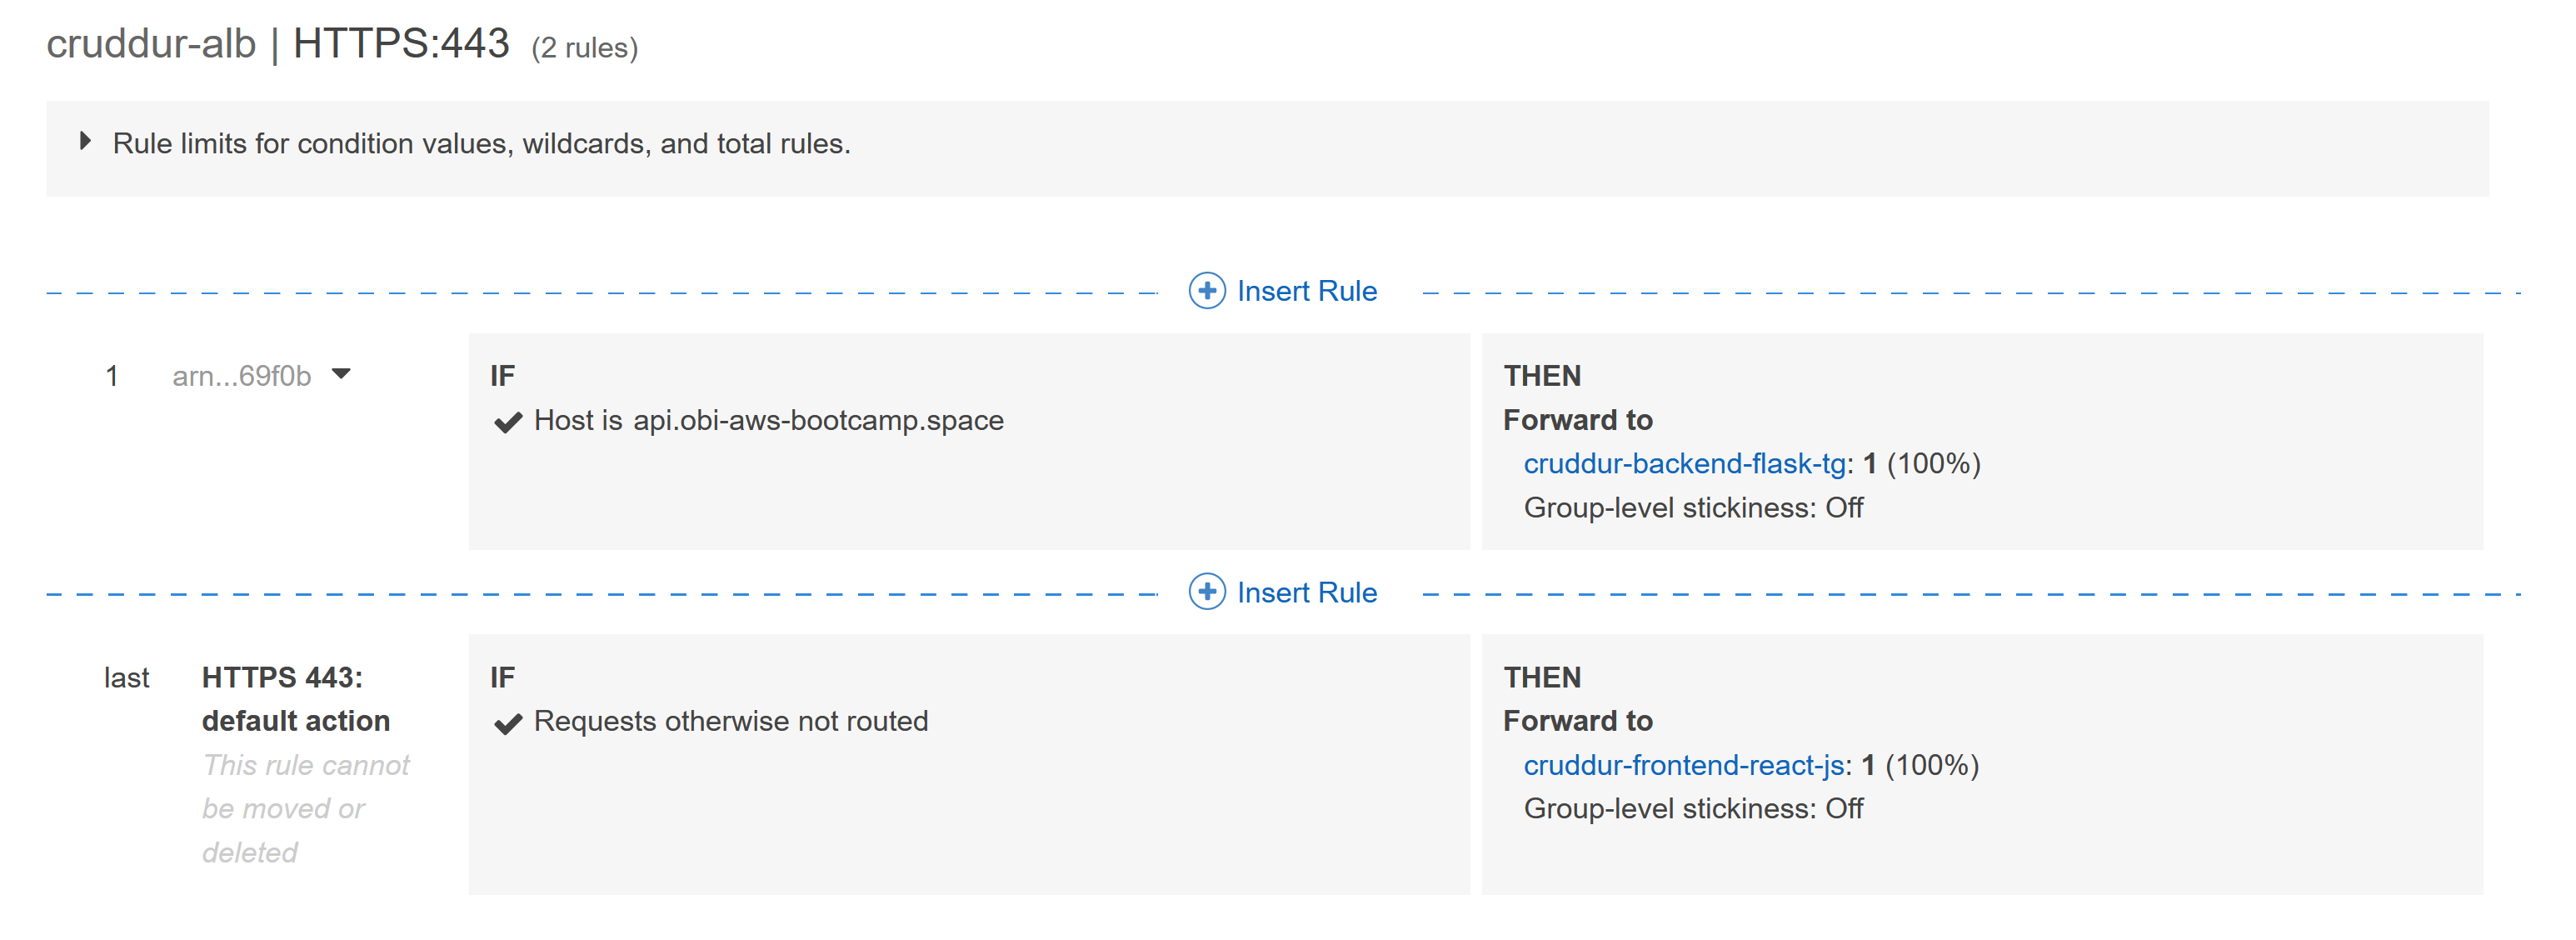 cruddur-alb | HTTPS:443 (2 rules)
Rule limits for condition values, wildcards, and total rules.
Insert Rule
1 arn...69f0b
IF
Host is api.obi-aws-bootcamp.space
THEN
Forward to
cruddur-backend-flask-tg: 1 (100%)
Group-level stickiness: Off
Insert Rule
last
HTTPS 443:
default action
This rule cannot
be moved or
deleted
IF
Requests otherwise not routed
THEN
Forward to
cruddur-frontend-react-js: 1 (100%)
Group-level stickiness: Off